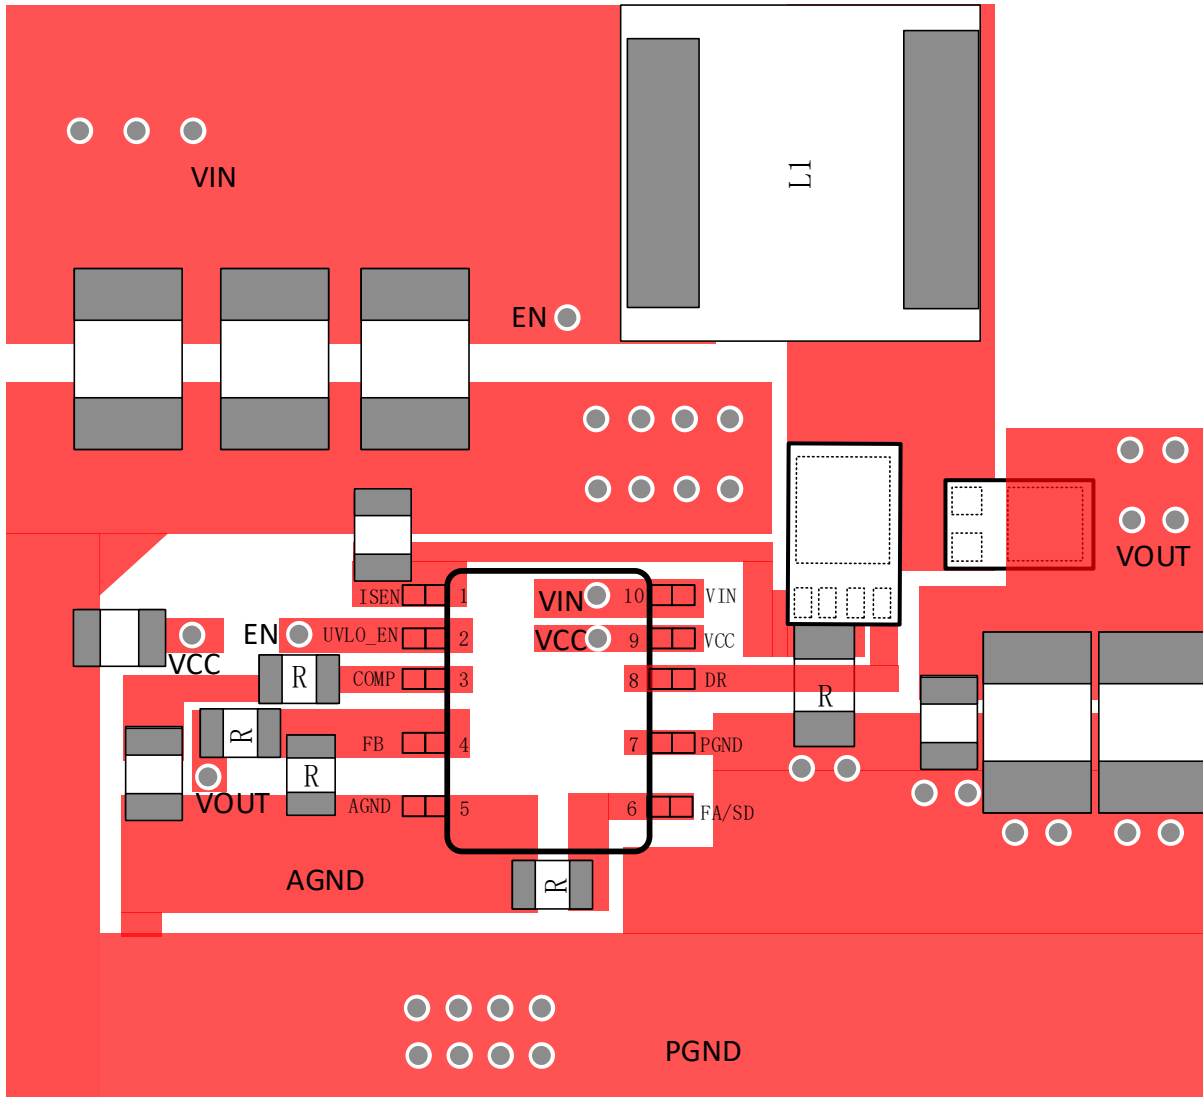 L1
VIN
EN
VOUT
ISEN 1 VIN 10 VIN
EN UVLO_EN 2 VCC 9 VCC
VCC
R COMP 3 8 DR
R
R FB 4 7 PGND
R
VOUT AGND 5 6 FA/SD
AGND R
PGND